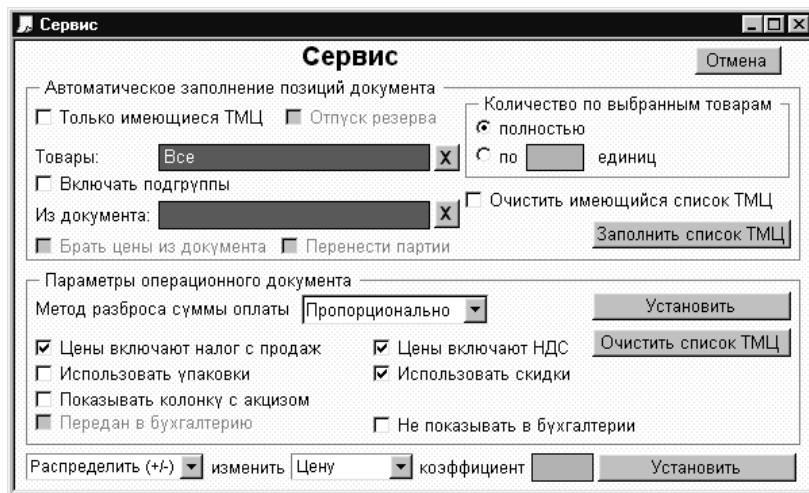 Сервис
Сервис
Отмена
Автоматическое заполнение позиций документа
Только имеющиеся ТМЦ Отпуск резерва
Количество по выбранным товарам
полностью
Товары: Все X
по единиц
Включать подгруппы
Из документа: X
Очистить имеющийся список ТМЦ
Брать цены из документа Перенести партии
Заполнить список ТМЦ
Параметры операционного документа
Метод разброса суммы оплаты Пропорционально Установить
Цены включают налог с продаж Цены включают НДС Очистить список ТМЦ
Использовать упаковки Использовать скидки
Показывать колонку с акцизом
Передан в бухгалтерию Не показывать в бухгалтерии
Распределить (+/-) изменить Цену коэффициент Установить